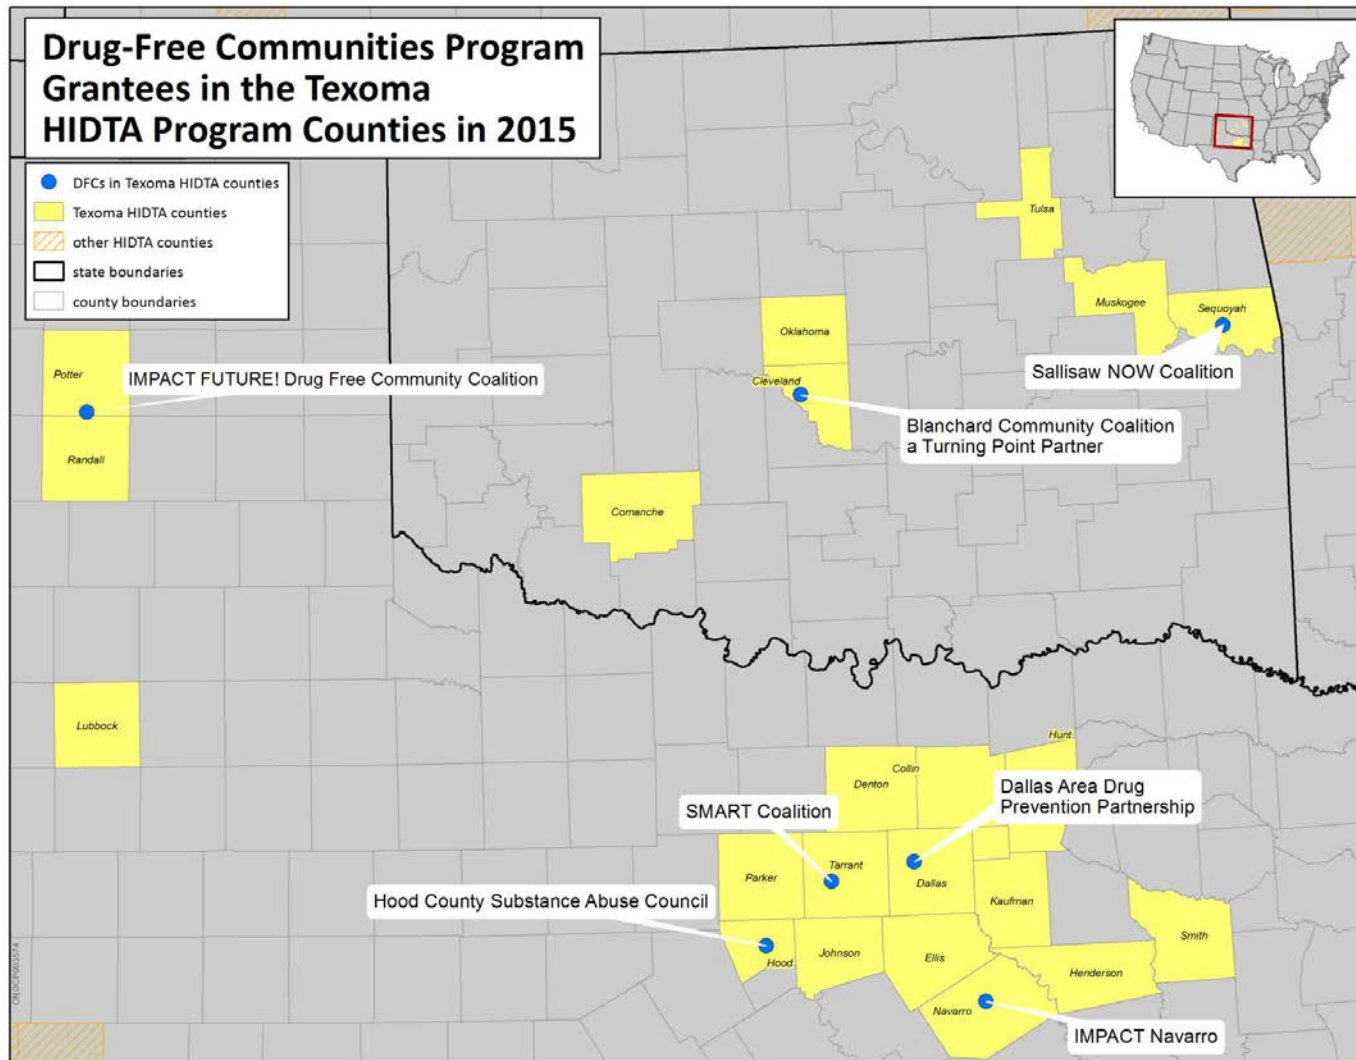 Drug-Free Communities Program
Grantees in the Texoma
HIDTA Program Counties in 2015
DFCs in Texoma HIDTA counties
Texoma HIDTA counties
other HIDTA counties
state boundaries
county boundaries
Tulsa
Muskogee
Sequoyah
Oklahoma
Sallisaw NOW Coalition
Potter
IMPACT FUTURE! Drug Free Community Coalition
Cleveland
Blanchard Community Coalition
a Turning Point Partner
Randall
Comanche
Lubbock
Hunt
Collin
Denton
Dallas Area Drug
Prevention Partnership
SMART Coalition
Parker
Tarrant
Dallas
Kaufman
Hood County Substance Abuse Council
Smith
Hood
Johnson
Ellis
Henderson
Navarro
IMPACT Navarro